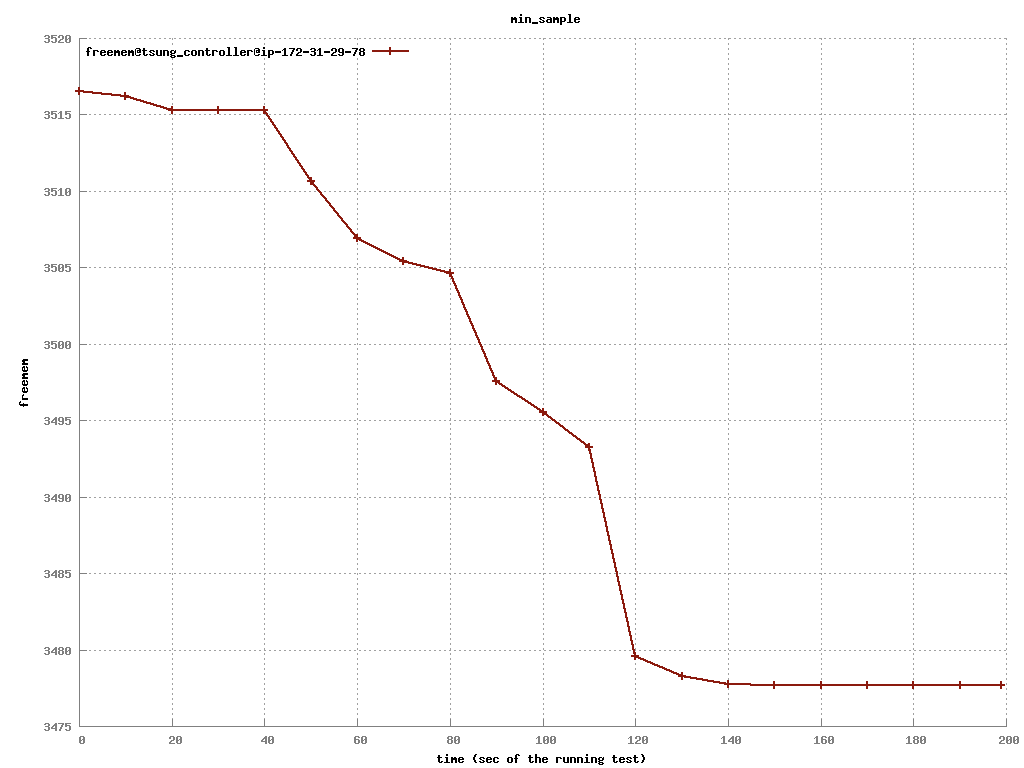 min_sample
3520
freemem@tsung_controller@ip-172-31-29-78
3515
3510
3505
3500
freemem
3495
3490
3485
3480
3475
0 20 40 60 80 100 120 140 160 180 200
time (sec of the running test)